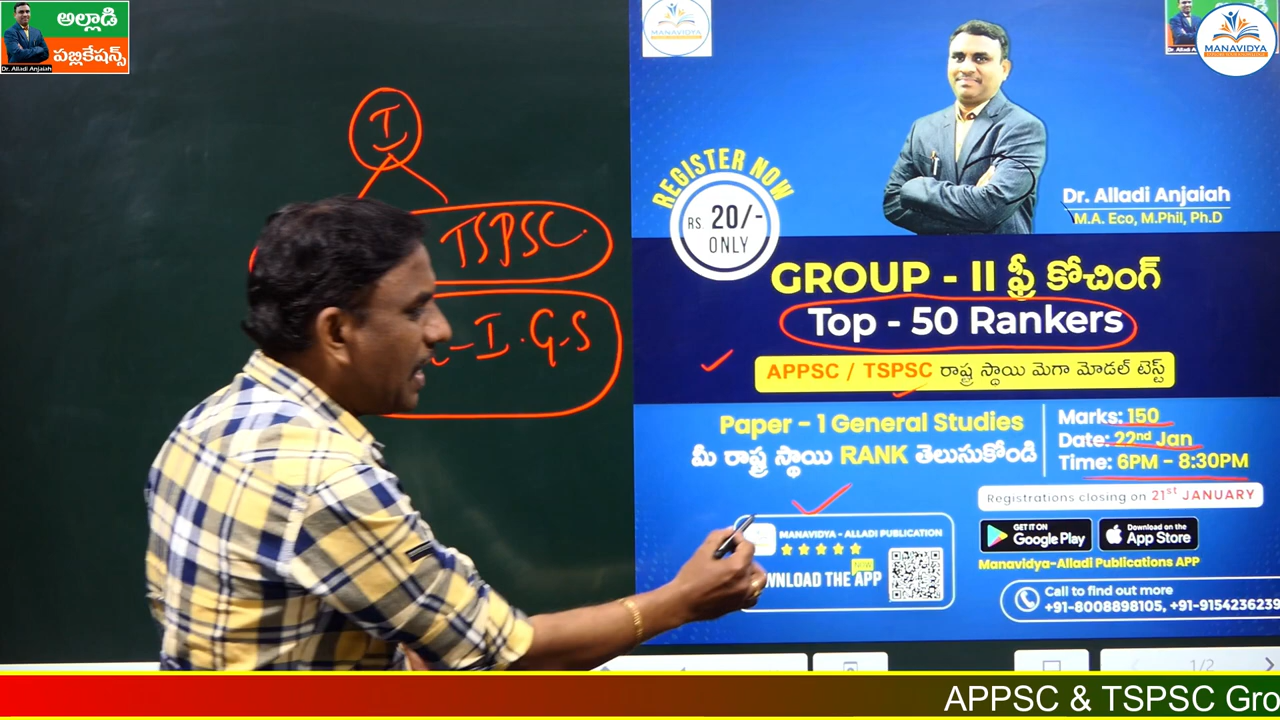 అల్లాడి
పబ్లికేషన్స్
Dr. Alladi Anjaiah
I
TSPSC
- I. G.S
MANAVIDYA
MANAVIDYA
REGISTER NOW
RS. 20/-
ONLY
Dr. Alladi Anjaiah
M.A. Eco, M.Phil, Ph.D
GROUP - II ఫ్రీ కోచింగ్
Top - 50 Rankers
APPSC / TSPSC రాష్ట్ర స్థాయి మెగా మోడల్ టెస్ట్
Paper - 1 General Studies
మీ రాష్ట్ర స్థాయి RANK తెలుసుకోండి
Marks: 150
Date: 22nd Jan
Time: 6PM - 8:30PM
Registrations closing on 21st JANUARY
MANAVIDYA - ALLADI PUBLICATION
NOW
WNLOAD THE APP
GET IT ON
Google Play
Download on the
App Store
Manavidya-Alladi Publications APP
Call to find out more
+91-8008898105, +91-9154236239
1/2
APPSC & TSPSC Gro